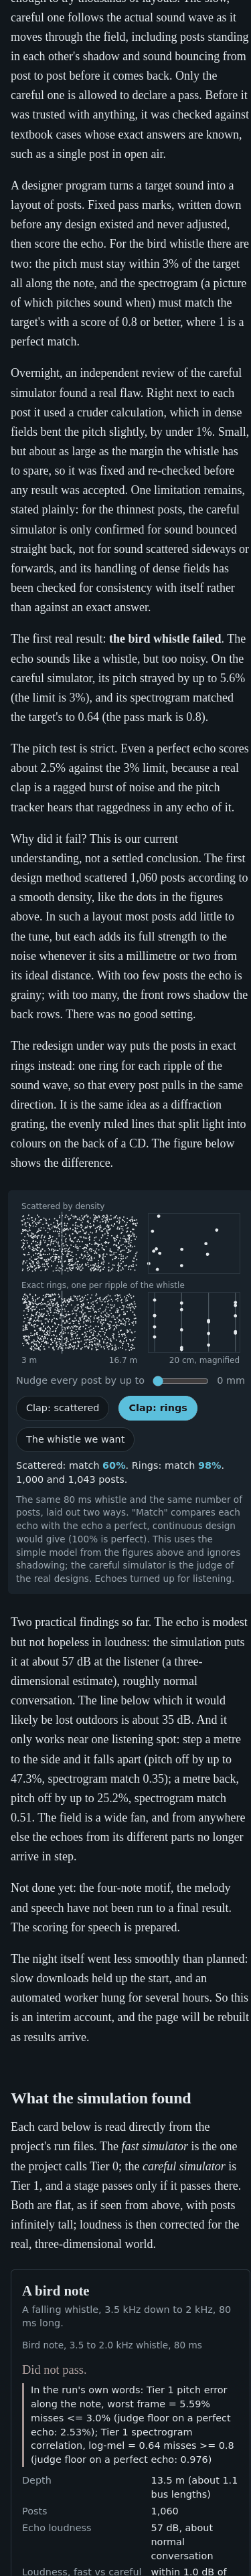 enough to try thousands of layouts. The slow,
careful one follows the actual sound wave as it
moves through the field, including posts standing
in each other's shadow and sound bouncing from
post to post before it comes back. Only the
careful one is allowed to declare a pass. Before it
was trusted with anything, it was checked against
textbook cases whose exact answers are known,
such as a single post in open air.
A designer program turns a target sound into a
layout of posts. Fixed pass marks, written down
before any design existed and never adjusted,
then score the echo. For the bird whistle there are
two: the pitch must stay within 3% of the target
all along the note, and the spectrogram (a picture
of which pitches sound when) must match the
target's with a score of 0.8 or better, where 1 is a
perfect match.
Overnight, an independent review of the careful
simulator found a real flaw. Right next to each
post it used a cruder calculation, which in dense
fields bent the pitch slightly, by under 1%. Small,
but about as large as the margin the whistle has
to spare, so it was fixed and re-checked before
any result was accepted. One limitation remains,
stated plainly: for the thinnest posts, the careful
simulator is only confirmed for sound bounced
straight back, not for sound scattered sideways or
forwards, and its handling of dense fields has
been checked for consistency with itself rather
than against an exact answer.
The first real result: the bird whistle failed. The
echo sounds like a whistle, but too noisy. On the
careful simulator, its pitch strayed by up to 5.6%
(the limit is 3%), and its spectrogram matched
the target's to 0.64 (the pass mark is 0.8).
The pitch test is strict. Even a perfect echo scores
about 2.5% against the 3% limit, because a real
clap is a ragged burst of noise and the pitch
tracker hears that raggedness in any echo of it.
Why did it fail? This is our current
understanding, not a settled conclusion. The first
design method scattered 1,060 posts according to
a smooth density, like the dots in the figures
above. In such a layout most posts add little to
the tune, but each adds its full strength to the
noise whenever it sits a millimetre or two from
its ideal distance. With too few posts the echo is
grainy; with too many, the front rows shadow the
back rows. There was no good setting.
The redesign under way puts the posts in exact
rings instead: one ring for each ripple of the
sound wave, so that every post pulls in the same
direction. It is the same idea as a diffraction
grating, the evenly ruled lines that split light into
colours on the back of a CD. The figure below
shows the difference.
Scattered by density
Exact rings, one per ripple of the whistle
3 m 16.7 m 20 cm, magnified
Nudge every post by up to 0 mm
Clap: scattered Clap: rings
The whistle we want
Scattered: match 60%. Rings: match 98%.
1,000 and 1,043 posts.
The same 80 ms whistle and the same number of
posts, laid out two ways. "Match" compares each
echo with the echo a perfect, continuous design
would give (100% is perfect). This uses the
simple model from the figures above and ignores
shadowing; the careful simulator is the judge of
the real designs. Echoes turned up for listening.
Two practical findings so far. The echo is modest
but not hopeless in loudness: the simulation puts
it at about 57 dB at the listener (a three-
dimensional estimate), roughly normal
conversation. The line below which it would
likely be lost outdoors is about 35 dB. And it
only works near one listening spot: step a metre
to the side and it falls apart (pitch off by up to
47.3%, spectrogram match 0.35); a metre back,
pitch off by up to 25.2%, spectrogram match
0.51. The field is a wide fan, and from anywhere
else the echoes from its different parts no longer
arrive in step.
Not done yet: the four-note motif, the melody
and speech have not been run to a final result.
The scoring for speech is prepared.
The night itself went less smoothly than planned:
slow downloads held up the start, and an
automated worker hung for several hours. So this
is an interim account, and the page will be rebuilt
as results arrive.
What the simulation found
Each card below is read directly from the
project's run files. The fast simulator is the one
the project calls Tier 0; the careful simulator is
Tier 1, and a stage passes only if it passes there.
Both are flat, as if seen from above, with posts
infinitely tall; loudness is then corrected for the
real, three-dimensional world.
A bird note
A falling whistle, 3.5 kHz down to 2 kHz, 80
ms long.
Bird note, 3.5 to 2.0 kHz whistle, 80 ms
Did not pass.
In the run's own words: Tier 1 pitch error
along the note, worst frame = 5.59%
misses <= 3.0% (judge floor on a perfect
echo: 2.53%); Tier 1 spectrogram
correlation, log-mel = 0.64 misses >= 0.8
(judge floor on a perfect echo: 0.976)
Depth 13.5 m (about 1.1
bus lengths)
Posts 1,060
Echo loudness 57 dB, about
normal
conversation
Loudness, fast vs careful within 1.0 dB of